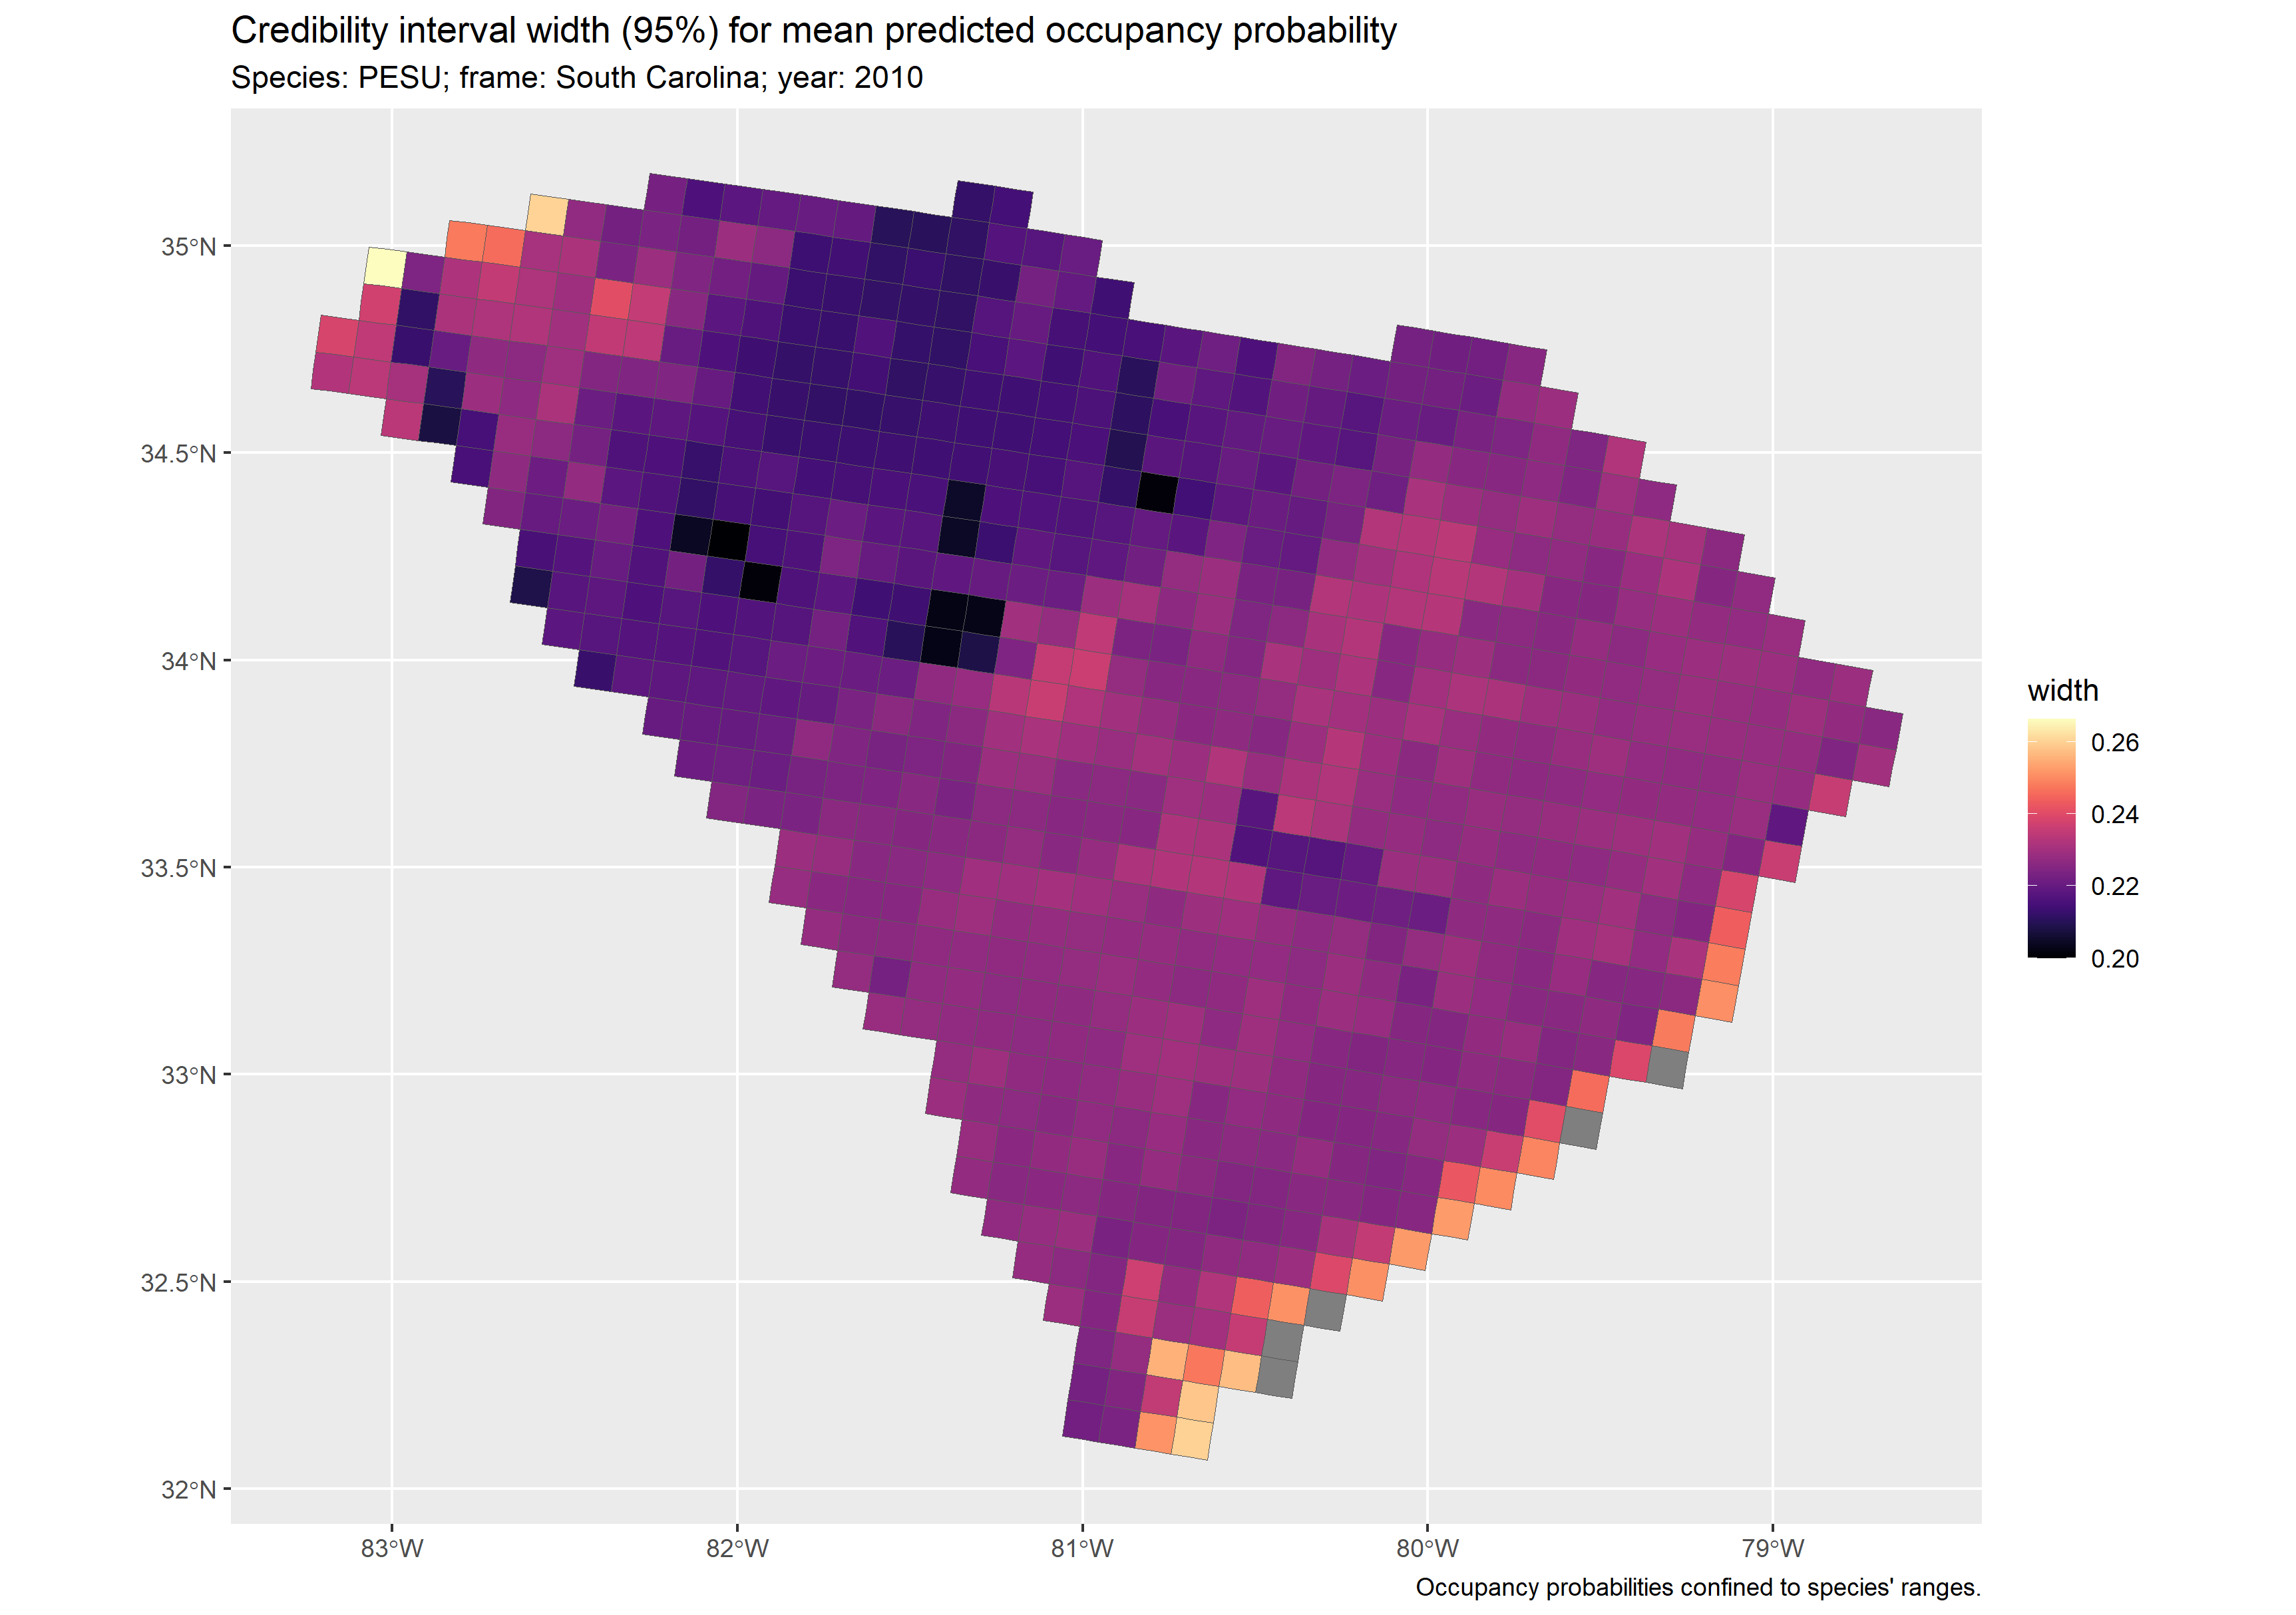 Credibility interval width (95%) for mean predicted occupancy probability
Species: PESU; frame: South Carolina; year: 2010
35°N
34.5°N
34°N
33.5°N
33°N
32.5°N
32°N
83°W
82°W
81°W
80°W
79°W
width
0.26
0.24
0.22
0.20
Occupancy probabilities confined to species' ranges.